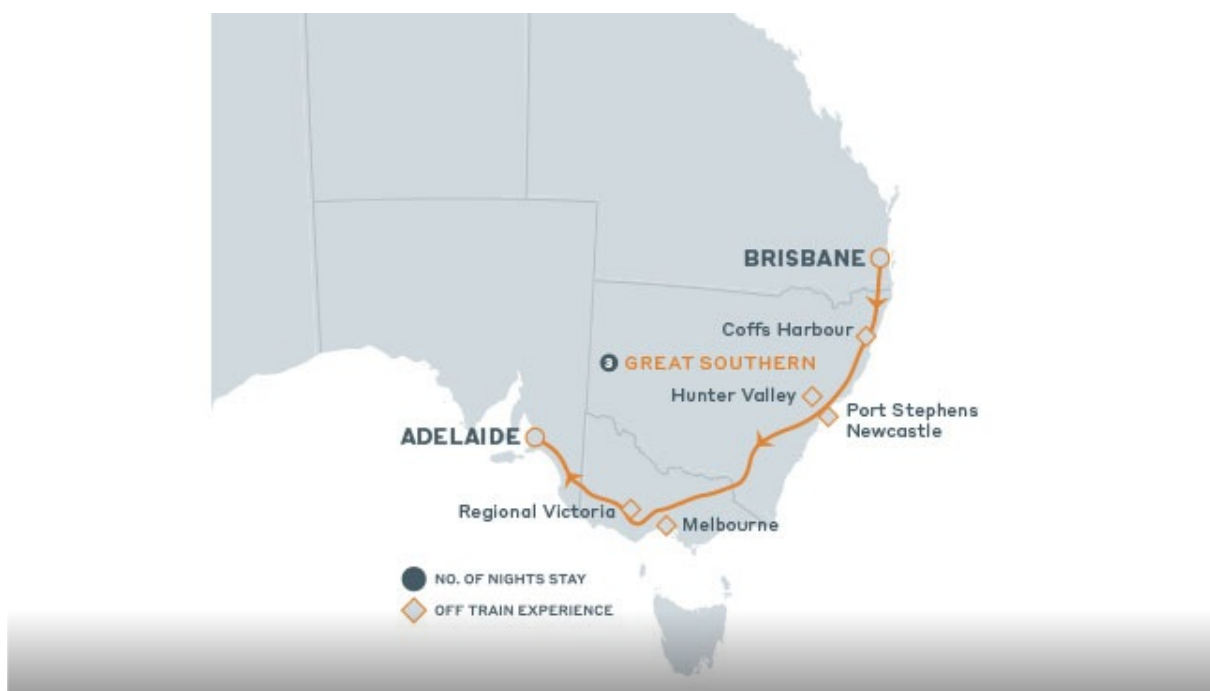 BRISBANE
Coffs Harbour
3 GREAT SOUTHERN
Hunter Valley
Port Stephens
Newcastle
ADELAIDE
Regional Victoria
Melbourne
NO. OF NIGHTS STAY
OFF TRAIN EXPERIENCE